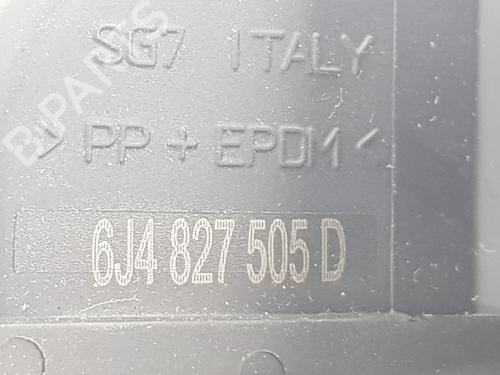 SG7 ITALY
>PP + EPDM<
6J4 827 505 D
B-PARTS